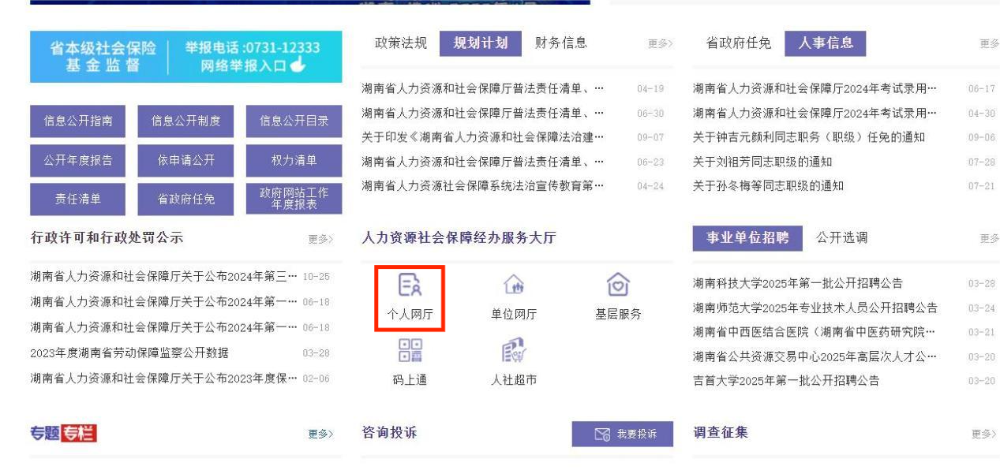 省本级社会保险
基金监督
举报电话:0731-12333
网络举报入口
信息公开指南
信息公开制度
信息公开目录
公开年度报告
依申请公开
权力清单
责任清单
省政府任免
政府网站工作
年度报表
政策法规
规划计划
财务信息
更多>
湖南省人力资源和社会保障厅普法责任清单、… 04-19
湖南省人力资源和社会保障厅普法责任清单、… 06-30
关于印发《湖南省人力资源和社会保障法治建… 09-07
湖南省人力资源和社会保障厅普法责任清单、… 06-23
湖南省人力资源社会保障系统法治宣传教育第… 04-24
省政府任免
人事信息
更多
湖南省人力资源和社会保障厅2024年考试录用… 06-17
湖南省人力资源和社会保障厅2024年考试录用… 04-30
关于钟吉元颜利同志职务（职级）任免的通知 09-06
关于刘祖芳同志职级的通知 07-28
关于孙冬梅等同志职级的通知 07-21
行政许可和行政处罚公示
更多>
湖南省人力资源和社会保障厅关于公布2024年第三… 10-25
湖南省人力资源和社会保障厅关于公布2024年第一… 06-18
湖南省人力资源和社会保障厅关于公布2024年第一… 06-18
2023年度湖南省劳动保障监察公开数据 03-28
湖南省人力资源和社会保障厅关于公布2023年度保… 02-06
人力资源社会保障经办服务大厅
个人网厅
单位网厅
基层服务
码上通
人社超市
事业单位招聘
公开选调
更多
湖南科技大学2025年第一批公开招聘公告 03-28
湖南师范大学2025年专业技术人员公开招聘公告 03-24
湖南省中西医结合医院（湖南省中医药研究院… 03-21
湖南省公共资源交易中心2025年高层次人才公… 03-20
吉首大学2025年第一批公开招聘公告 03-20
专题专栏
更多>
咨询投诉
我要投诉
调查征集
更多>